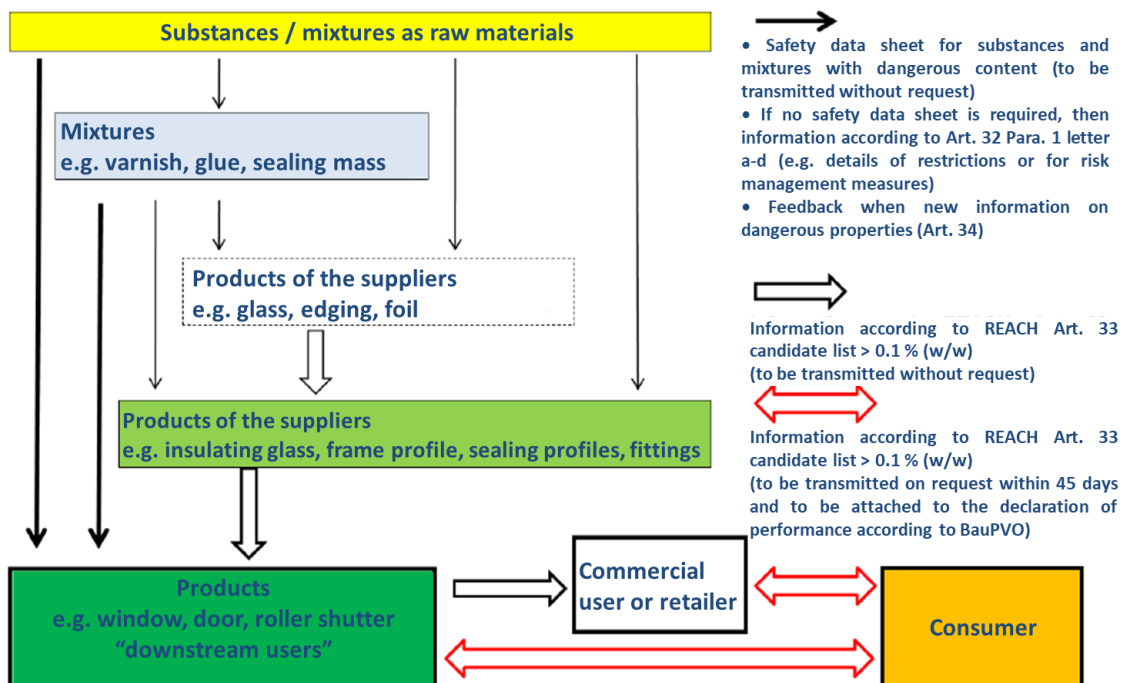 Substances / mixtures as raw materials
Mixtures
e.g. varnish, glue, sealing mass
Products of the suppliers
e.g. glass, edging, foil
Products of the suppliers
e.g. insulating glass, frame profile, sealing profiles, fittings
Products
e.g. window, door, roller shutter
“downstream users”
Commercial
user or retailer
Consumer
• Safety data sheet for substances and
mixtures with dangerous content (to be
transmitted without request)
• If no safety data sheet is required, then
information according to Art. 32 Para. 1 letter
a-d (e.g. details of restrictions or for risk
management measures)
• Feedback when new information on
dangerous properties (Art. 34)
Information according to REACH Art. 33
candidate list > 0.1 % (w/w)
(to be transmitted without request)
Information according to REACH Art. 33
candidate list > 0.1 % (w/w)
(to be transmitted on request within 45 days
and to be attached to the declaration of
performance according to BauPVO)